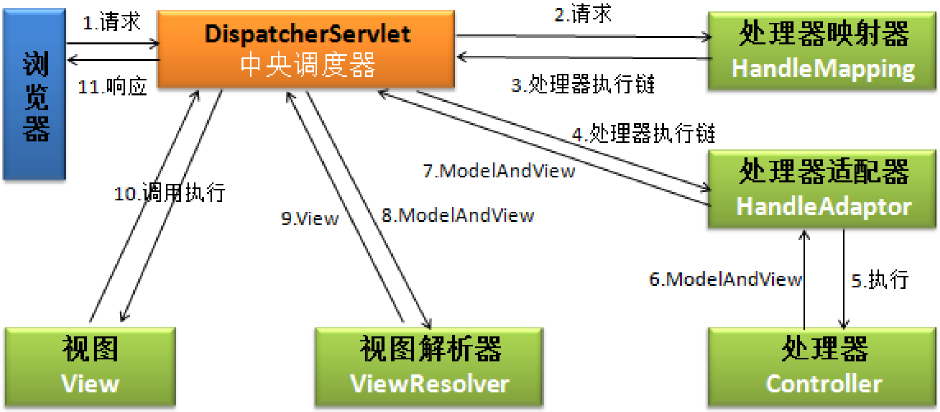 1.请求
2.请求
浏览器
DispatcherServlet
中央调度器
处理器映射器
HandleMapping
11.响应
3.处理器执行链
4.处理器执行链
7.ModelAndView
处理器适配器
HandleAdaptor
10.调用执行
9.View
8.ModelAndView
6.ModelAndView
5.执行
视图
View
视图解析器
ViewResolver
处理器
Controller